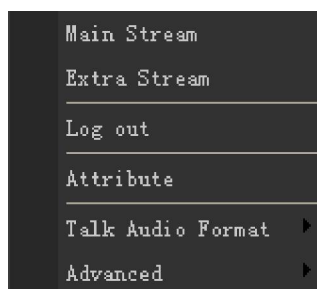 Main Stream
Extra Stream
Log out
Attribute
Talk Audio Format
Advanced